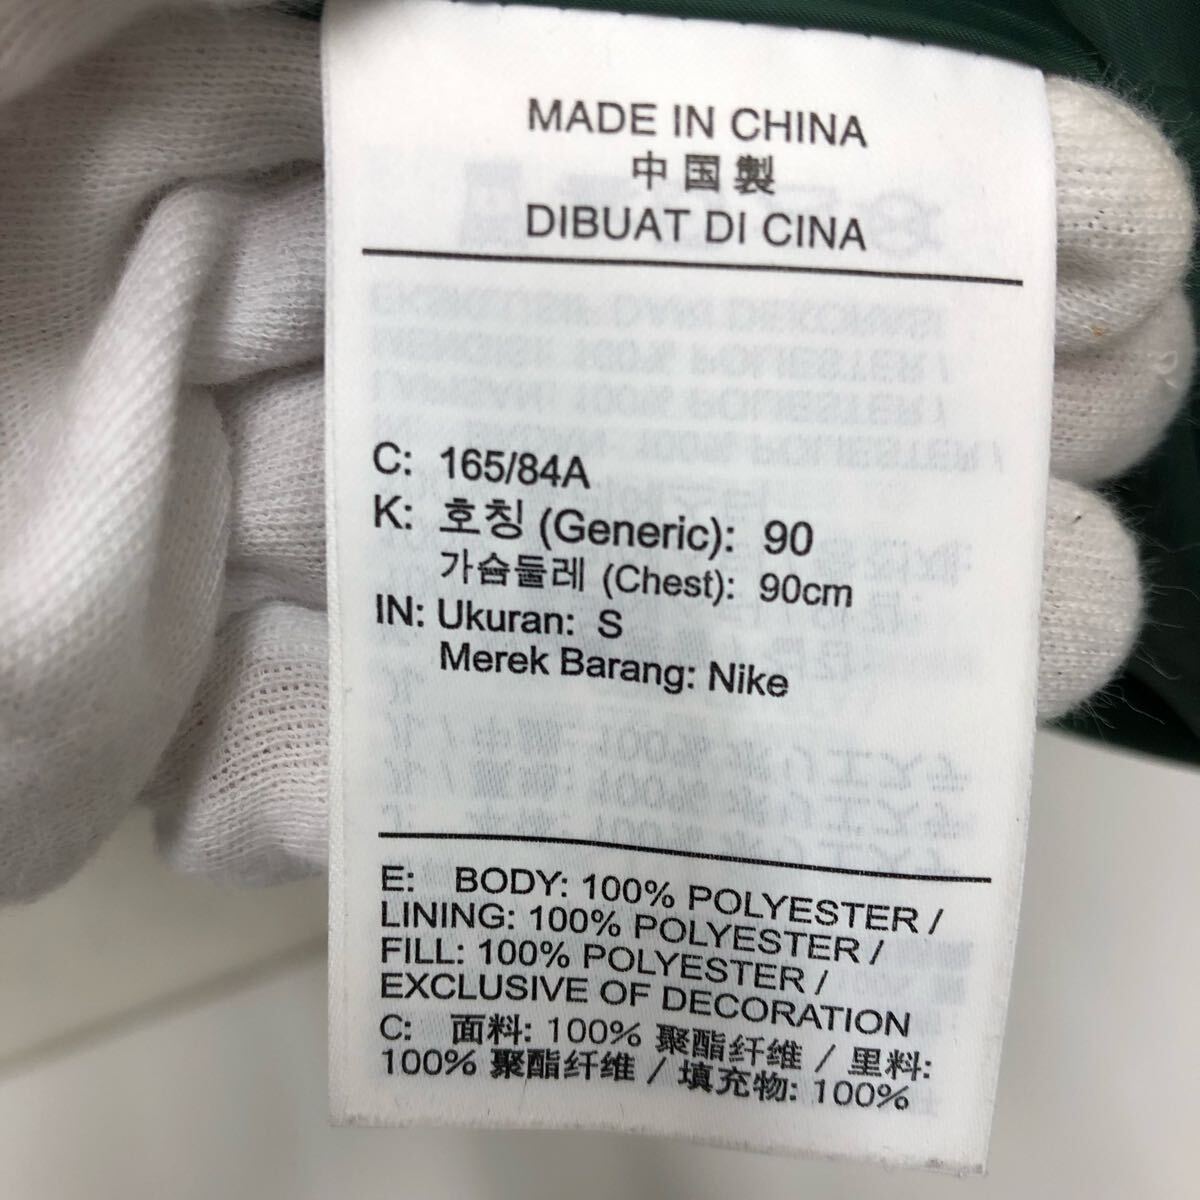 MADE IN CHINA
中国製
DIBUAT DI CINA
C: 165/84A
K: 호칭 (Generic): 90
가슴둘레 (Chest): 90cm
IN: Ukuran: S
Merek Barang: Nike
E: BODY: 100% POLYESTER /
LINING: 100% POLYESTER /
FILL: 100% POLYESTER /
EXCLUSIVE OF DECORATION
C: 面料: 100% 聚酯纤维 / 里料:
100% 聚酯纤维 / 填充物: 100%